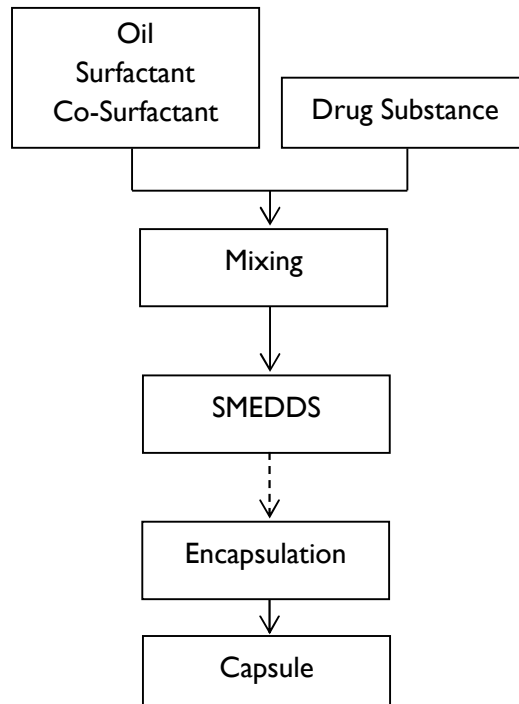 Oil
Surfactant
Co-Surfactant
Drug Substance
Mixing
SMEDDS
Encapsulation
Capsule